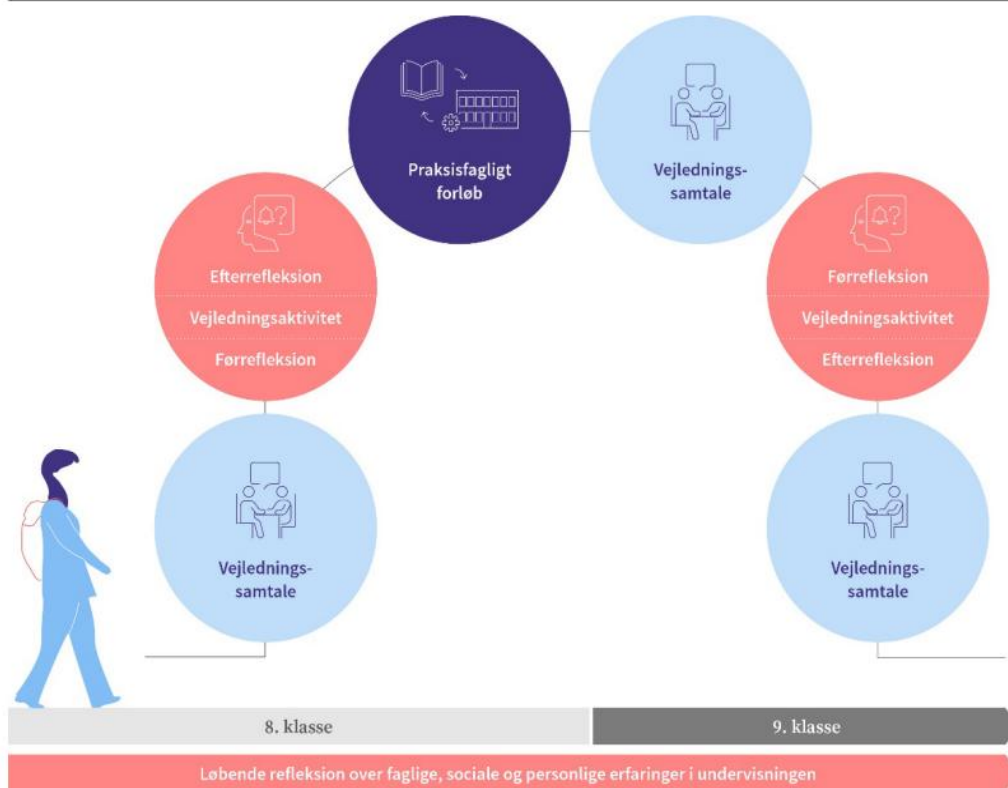 Praksisfagligt
forløb
Vejlednings-
samtale
Efterrefleksion
Vejledningsaktivitet
Førrefleksion
Førrefleksion
Vejledningsaktivitet
Efterrefleksion
Vejlednings-
samtale
Vejlednings-
samtale
8. klasse
9. klasse
Løbende refleksion over faglige, sociale og personlige erfaringer i undervisningen